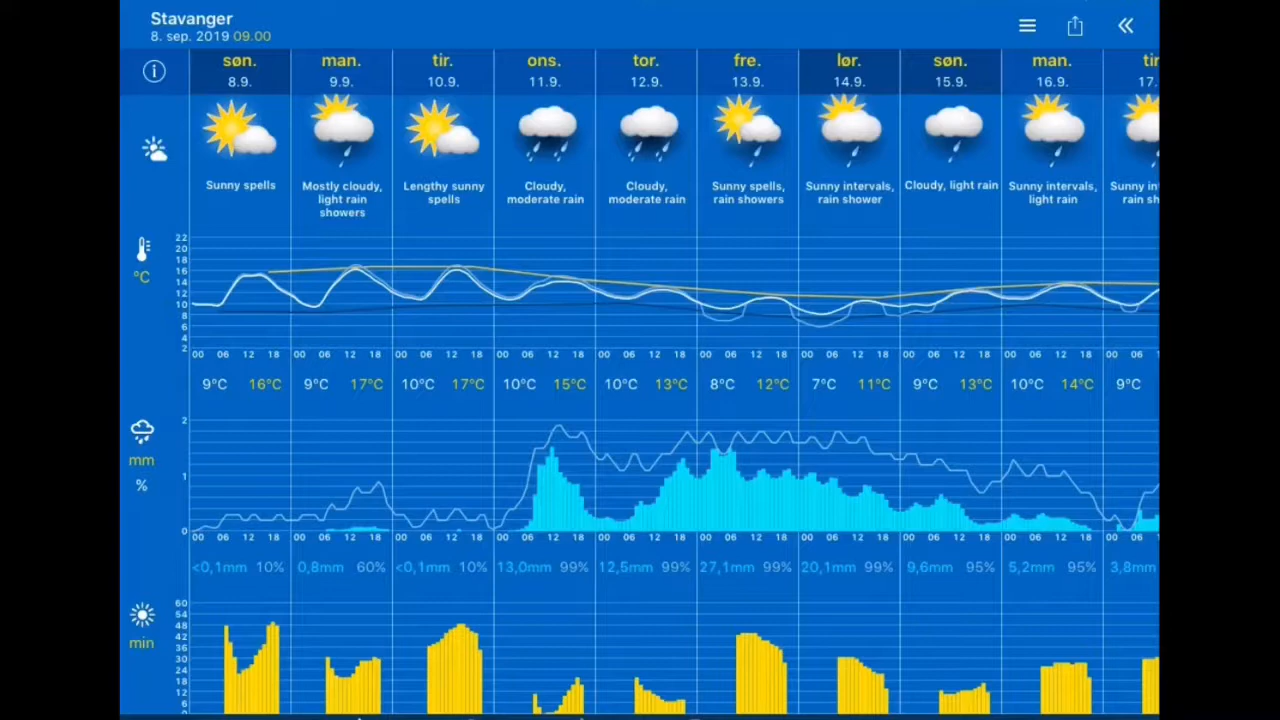 Stavanger
8. sep. 2019 09.00
i
søn. man. tir. ons. tor. fre. lør. søn. man. tir
8.9. 9.9. 10.9. 11.9. 12.9. 13.9. 14.9. 15.9. 16.9. 17.
Sunny spells
Mostly cloudy,
light rain
showers
Lengthy sunny
spells
Cloudy,
moderate rain
Cloudy,
moderate rain
Sunny spells,
rain showers
Sunny intervals,
rain shower
Cloudy, light rain
Sunny intervals,
light rain
Sunny in
rain sh
°C
22
20
18
16
14
12
10
8
6
4
2
00 06 12 18 00 06 12 18 00 06 12 18 00 06 12 18 00 06 12 18 00 06 12 18 00 06 12 18 00 06 12 18 00 06 12 18 00 06 1
9°C 16°C 9°C 17°C 10°C 17°C 10°C 15°C 10°C 13°C 8°C 12°C 7°C 11°C 9°C 13°C 10°C 14°C 9°C
mm
%
2
1
0
00 06 12 18 00 06 12 18 00 06 12 18 00 06 12 18 00 06 12 18 00 06 12 18 00 06 12 18 00 06 12 18 00 06 12 18 00 06 1
<0,1mm 10% 0,8mm 60% <0,1mm 10% 13,0mm 99% 12,5mm 99% 27,1mm 99% 20,1mm 99% 9,6mm 95% 5,2mm 95% 3,8mm
min
60
54
48
42
36
30
24
18
12
6
0